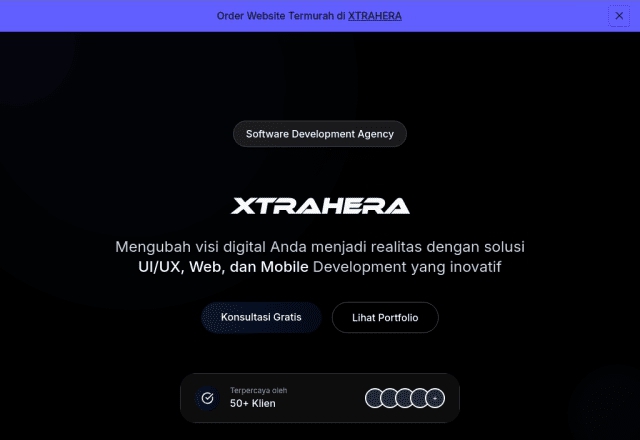 Order Website Termurah di XTRAHERA
Software Development Agency
XTRAHERA
Mengubah visi digital Anda menjadi realitas dengan solusi
UI/UX, Web, dan Mobile Development yang inovatif
Konsultasi Gratis
Lihat Portfolio
Terpercaya oleh
50+ Klien
+